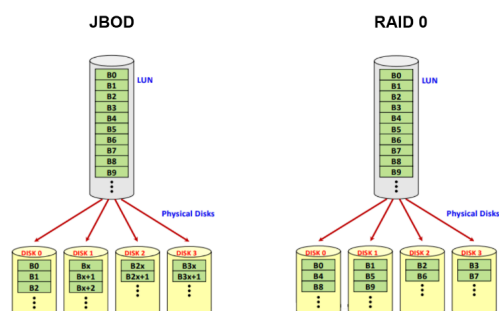 JBOD
B0
B1
B2
B3
B4
B5
B6
B7
B8
B9
LUN
Physical Disks
DISK 0
B0
B1
B2
DISK 1
Bx
Bx+1
Bx+2
DISK 2
B2x
B2x+1
DISK 3
B3x
B3x+1
RAID 0
B0
B1
B2
B3
B4
B5
B6
B7
B8
B9
LUN
Physical Disks
DISK 0
B0
B4
B8
DISK 1
B1
B5
B9
DISK 2
B2
B6
DISK 3
B3
B7